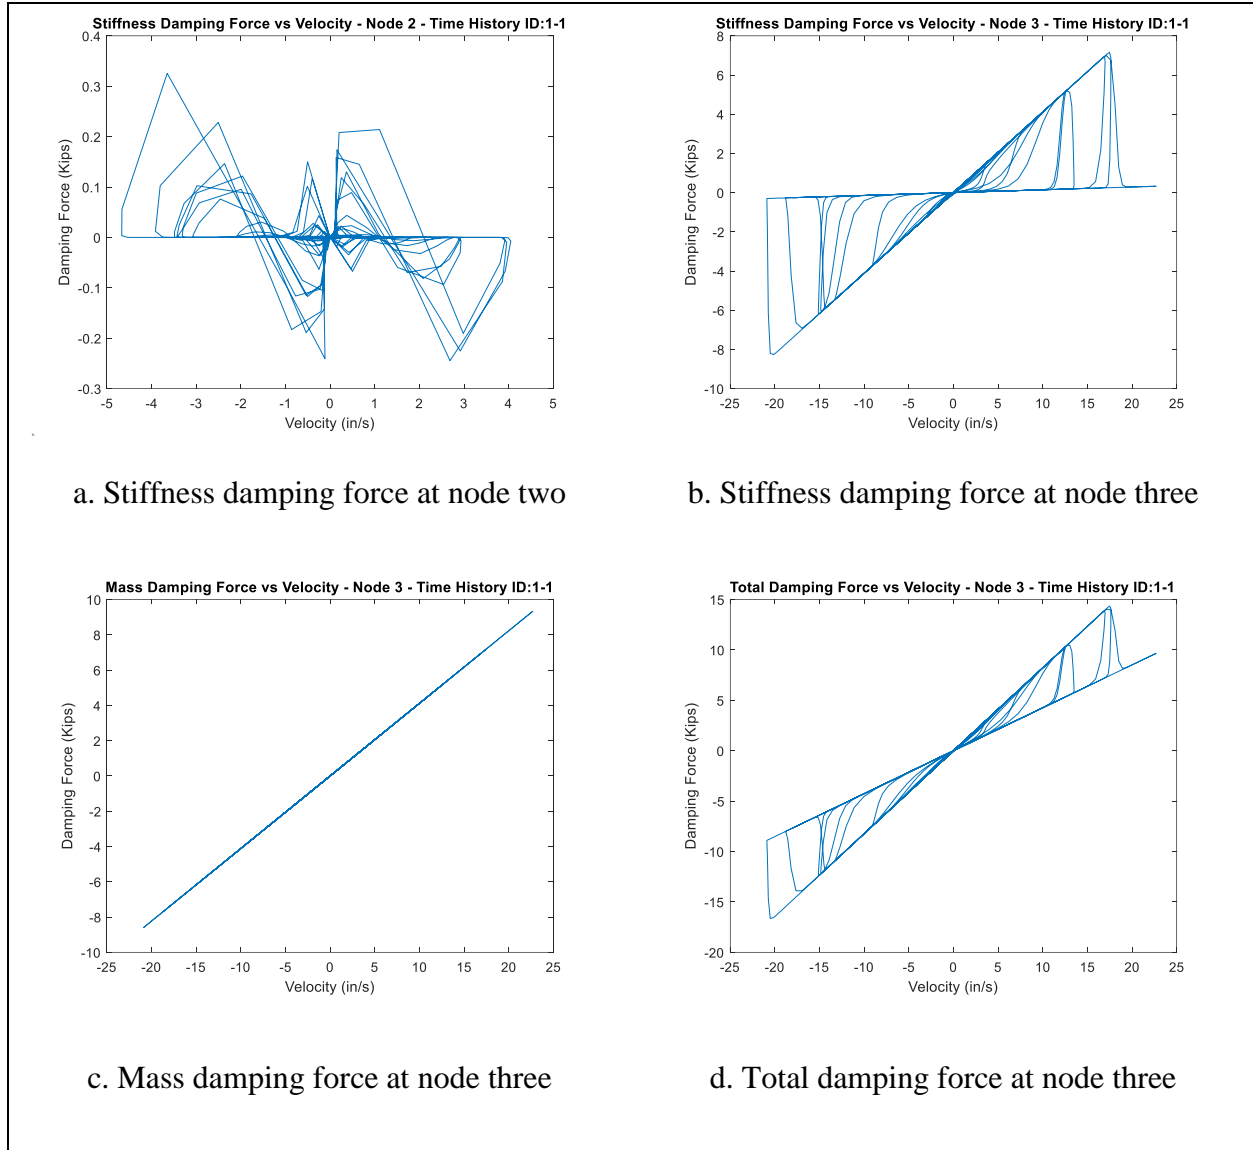 Stiffness Damping Force vs Velocity - Node 2 - Time History ID:1-1
0.4
0.3
0.2
0.1
0
-0.1
-0.2
-0.3
Damping Force (Kips)
-5 -4 -3 -2 -1 0 1 2 3 4 5
Velocity (in/s)
a. Stiffness damping force at node two
Stiffness Damping Force vs Velocity - Node 3 - Time History ID:1-1
8
6
4
2
0
-2
-4
-6
-8
-10
Damping Force (Kips)
-25 -20 -15 -10 -5 0 5 10 15 20 25
Velocity (in/s)
b. Stiffness damping force at node three
Mass Damping Force vs Velocity - Node 3 - Time History ID:1-1
10
8
6
4
2
0
-2
-4
-6
-8
-10
Damping Force (Kips)
-25 -20 -15 -10 -5 0 5 10 15 20 25
Velocity (in/s)
c. Mass damping force at node three
Total Damping Force vs Velocity - Node 3 - Time History ID:1-1
15
10
5
0
-5
-10
-15
-20
Damping Force (Kips)
-25 -20 -15 -10 -5 0 5 10 15 20 25
Velocity (in/s)
d. Total damping force at node three